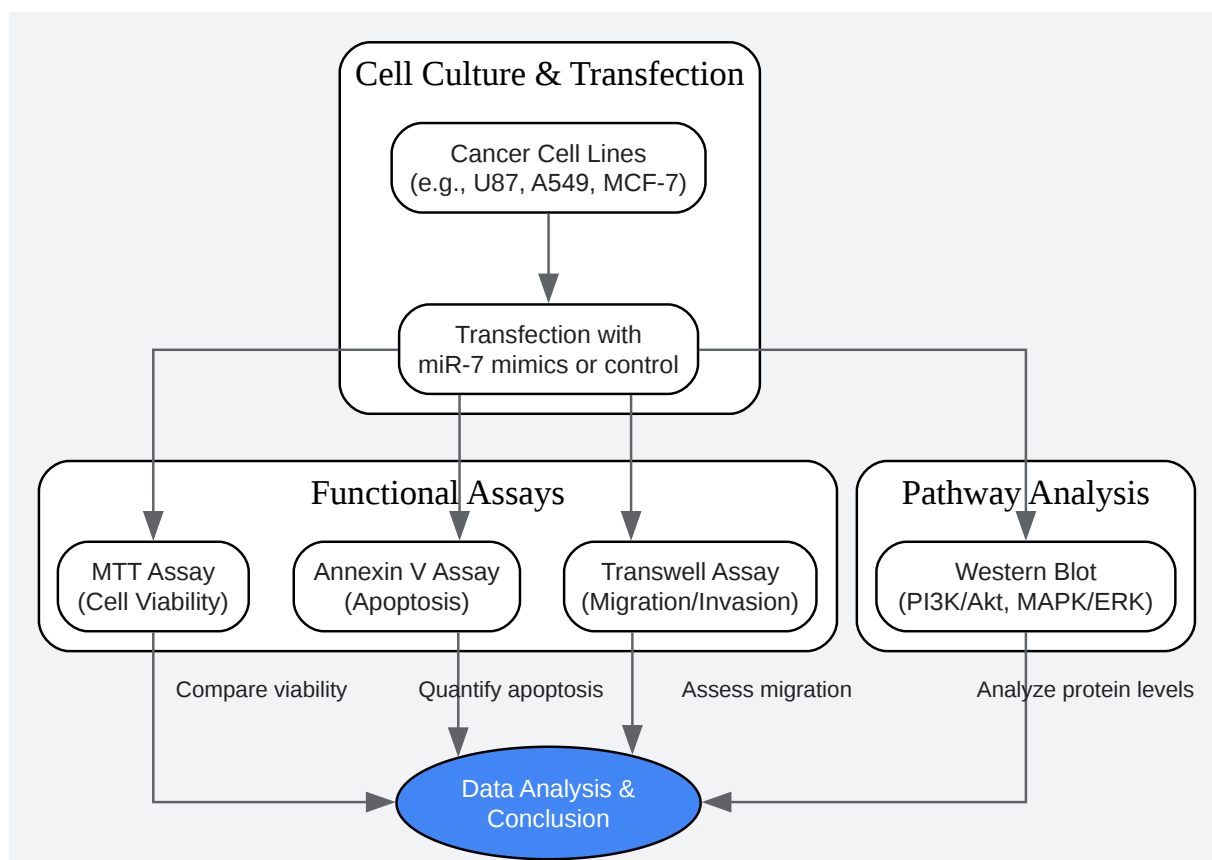 Cell Culture & Transfection
Cancer Cell Lines
(e.g., U87, A549, MCF-7)
Transfection with
miR-7 mimics or control
Functional Assays
Pathway Analysis
MTT Assay
(Cell Viability)
Annexin V Assay
(Apoptosis)
Transwell Assay
(Migration/Invasion)
Western Blot
(PI3K/Akt, MAPK/ERK)
Compare viability
Quantify apoptosis
Assess migration
Analyze protein levels
Data Analysis &
Conclusion